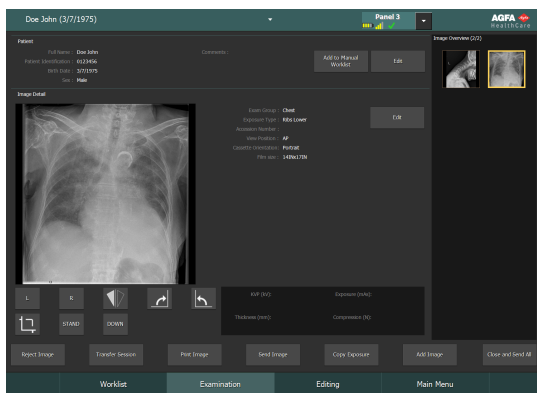 Doe John (3/7/1975)
Panel 3
AGFA
HealthCare
Patient
Full Name : Doe John
Patient Identification : 0123456
Birth Date : 3/7/1975
Sex : Male
Comments :
Add to Manual
Worklist
Edit
Image Overview (2/2)
Image Detail
Exam Group : Chest
Exposure Type : Ribs Lower
Accession Number :
View Position : AP
Cassette Orientation : Portrait
Film size : 14INx17IN
Edit
L
R
STAND
DOWN
KVP (kV):
Exposure (mAs):
Thickness (mm):
Compression (N):
Reject Image
Transfer Session
Print Image
Send Image
Copy Exposure
Add Image
Close and Send All
Worklist
Examination
Editing
Main Menu